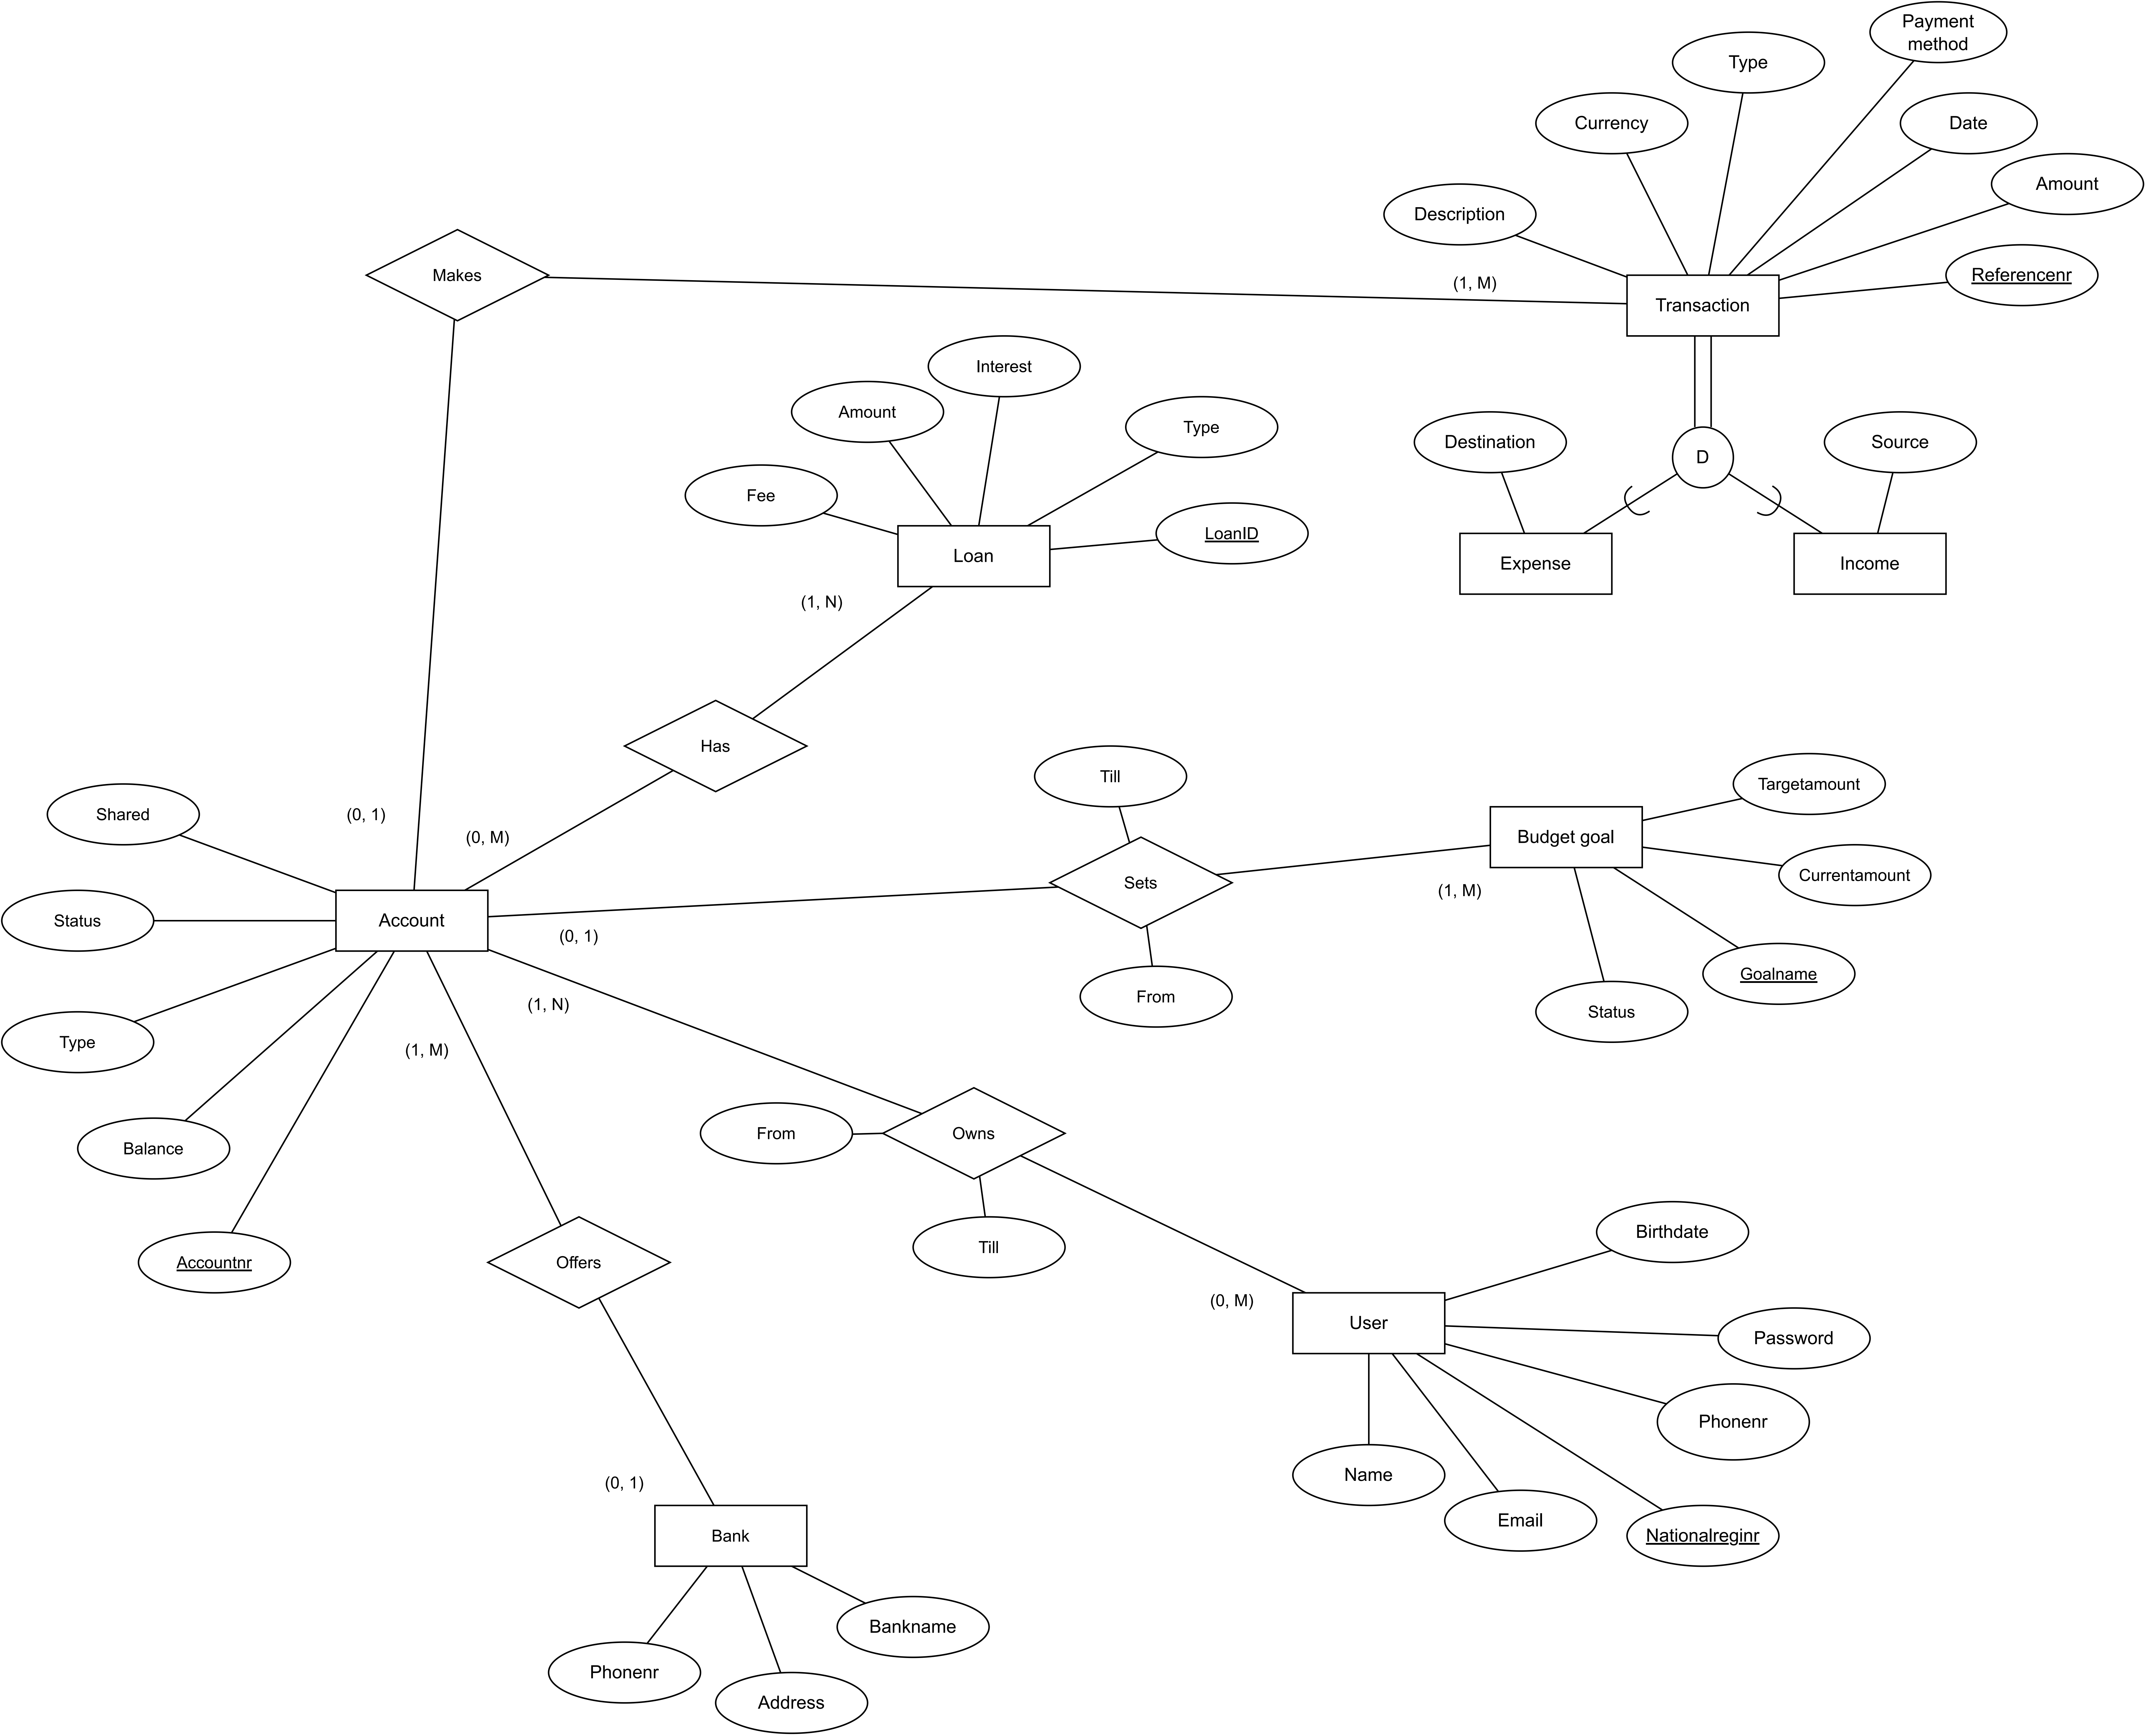 Payment
method
Type
Currency
Date
Amount
Description
Makes
(1, M)
Referencenr
Transaction
Interest
Amount
Type
Destination
D
Source
Fee
LoanID
Loan
Expense
Income
(1, N)
Has
Till
Targetamount
Shared
(0, 1)
(0, M)
Budget goal
Sets
Currentamount
(1, M)
Status
Account
(0, 1)
Goalname
From
(1, N)
Status
Type
(1, M)
From
Owns
Balance
Birthdate
Till
Accountnr
Offers
(0, M)
User
Password
Phonenr
Name
(0, 1)
Email
Nationalreginr
Bank
Bankname
Phonenr
Address